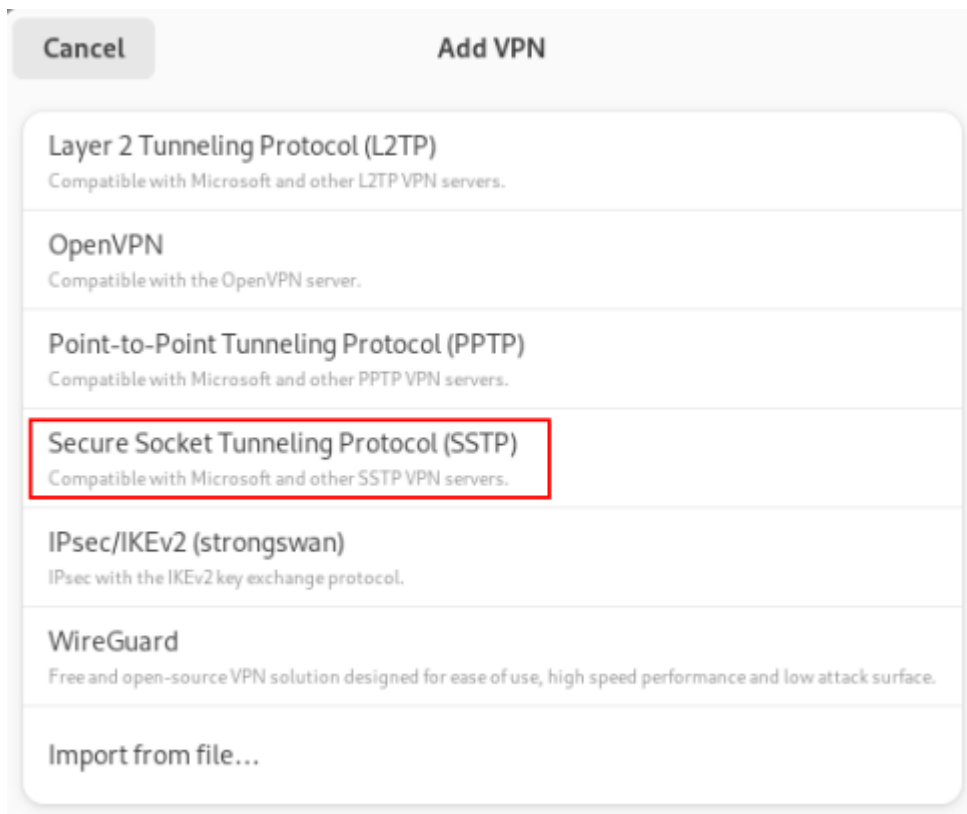 Cancel
Add VPN
Layer 2 Tunneling Protocol (L2TP)
Compatible with Microsoft and other L2TP VPN servers.
OpenVPN
Compatible with the OpenVPN server.
Point-to-Point Tunneling Protocol (PPTP)
Compatible with Microsoft and other PPTP VPN servers.
Secure Socket Tunneling Protocol (SSTP)
Compatible with Microsoft and other SSTP VPN servers.
IPsec/IKEv2 (strongswan)
IPsec with the IKEv2 key exchange protocol.
WireGuard
Free and open-source VPN solution designed for ease of use, high speed performance and low attack surface.
Import from file…